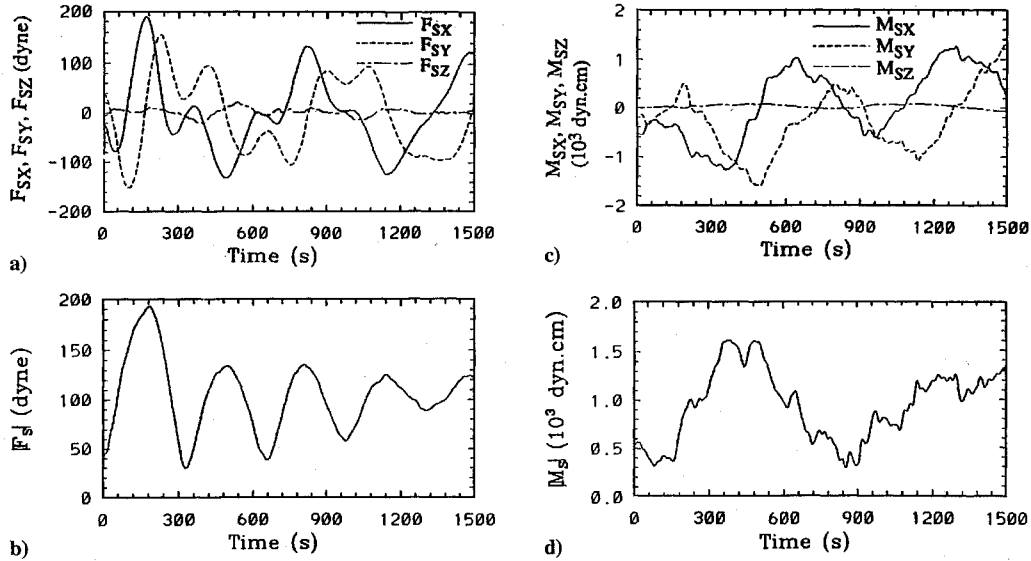 F_SX, F_SY, F_SZ (dyne)
200
100
0
-100
-200
F_SX
F_SY
F_SZ
0 300 600 900 1200 1500
Time (s)
a)
M_SX, M_SY, M_SZ
(10³ dyn.cm)
2
1
0
-1
-2
M_SX
M_SY
M_SZ
0 300 600 900 1200 1500
Time (s)
c)
|F_S| (dyne)
200
150
100
50
0
0 300 600 900 1200 1500
Time (s)
b)
|M_S| (10³ dyn.cm)
2.0
1.5
1.0
0.5
0.0
0 300 600 900 1200 1500
Time (s)
d)